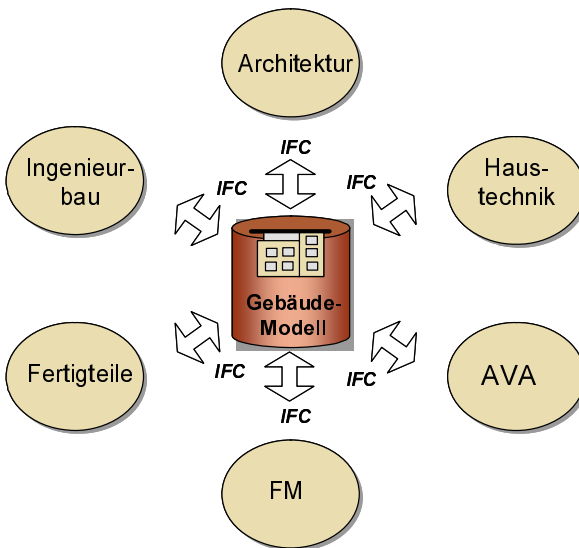 Architektur
IFC
Ingenieur-
bau
IFC
IFC
Haus-
technik
Gebäude-
Modell
Fertigteile
IFC
IFC
AVA
IFC
FM